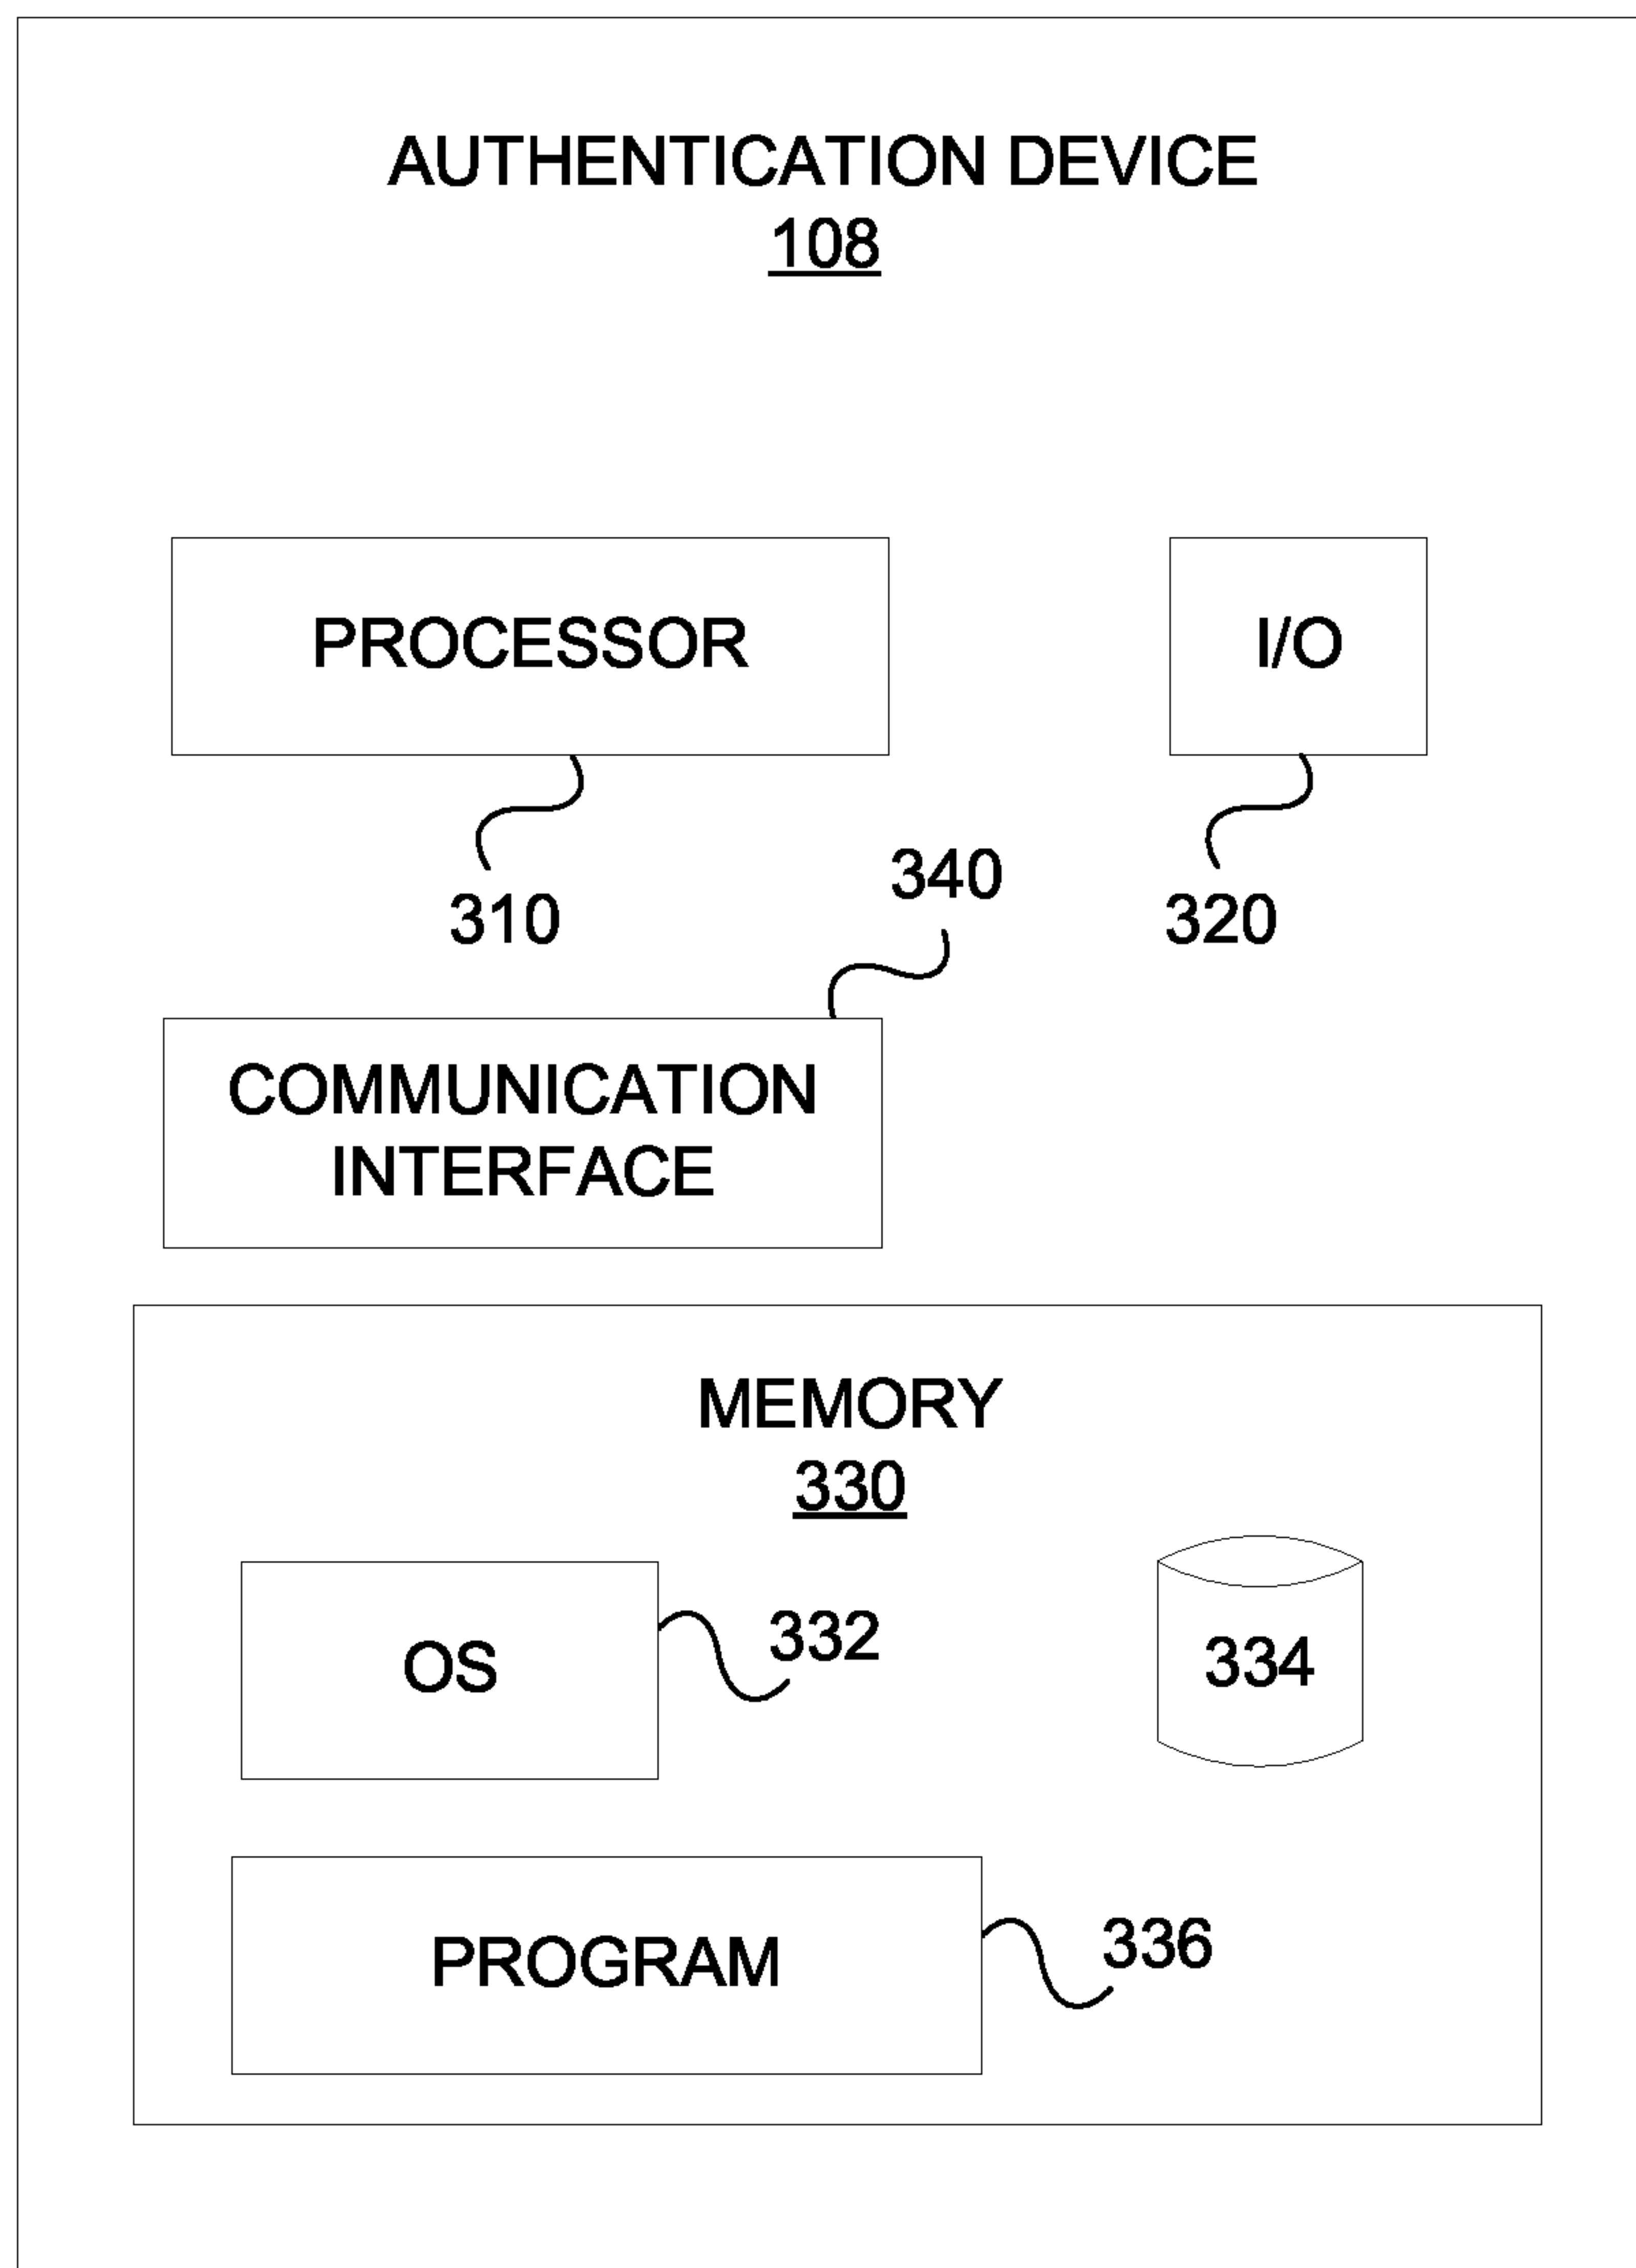 AUTHENTICATION DEVICE
108
PROCESSOR
I/O
310
340
320
COMMUNICATION
INTERFACE
MEMORY
330
OS
332
334
PROGRAM
336